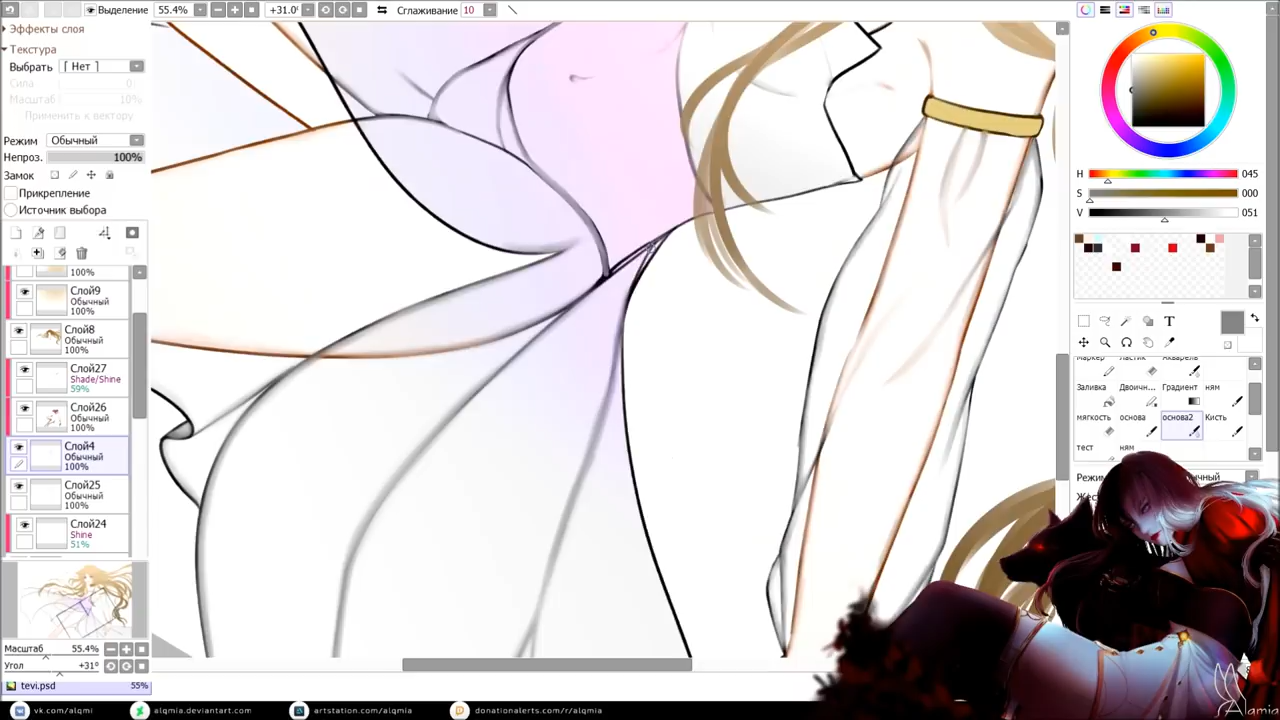 Выделение 55.4% +31.0° Сглаживание 10
Эффекты слоя
Текстура
Выбрать [ Нет ]
Сила 0
Масштаб 10%
Применить к вектору
Режим Обычный
Непроз. 100%
Замок
Прикрепление
Источник выбора
100%
Слой9
Обычный
100%
Слой8
Обычный
100%
Слой27
Shade/Shine
59%
Слой26
Обычный
100%
Слой4
Обычный
100%
Слой25
Обычный
100%
Слой24
Shine
51%
Масштаб 55.4%
Угол +31°
tevi.psd 55%
H 045
S 000
V 051
T
Маркер Ластик Акварель
Заливка Двоичн... Градиент ням
мягкость основа основа2 Кисть
тест ням
Режим
Alqmia
vk.com/alqmi alqmia.deviantart.com artstation.com/alqmia donationalerts.com/r/alqmia